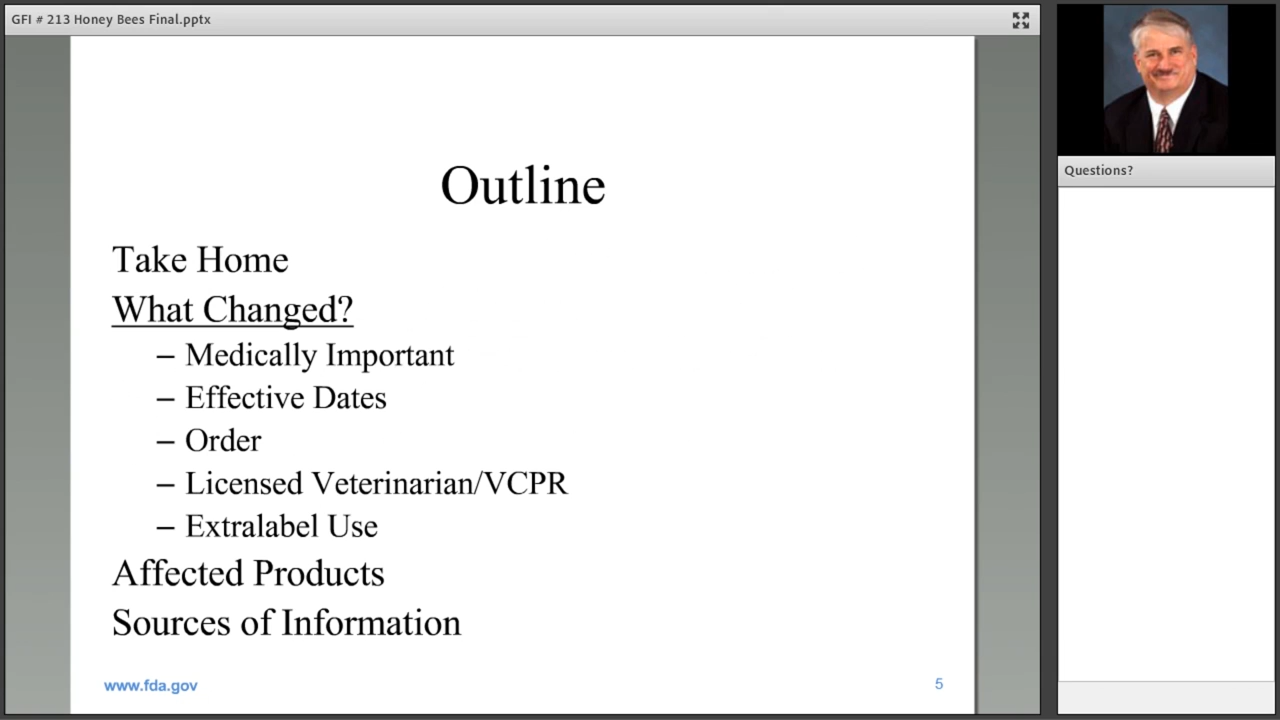 GFI # 213 Honey Bees Final.pptx
Questions?
Outline
Take Home
What Changed?
– Medically Important
– Effective Dates
– Order
– Licensed Veterinarian/VCPR
– Extralabel Use
Affected Products
Sources of Information
www.fda.gov
5